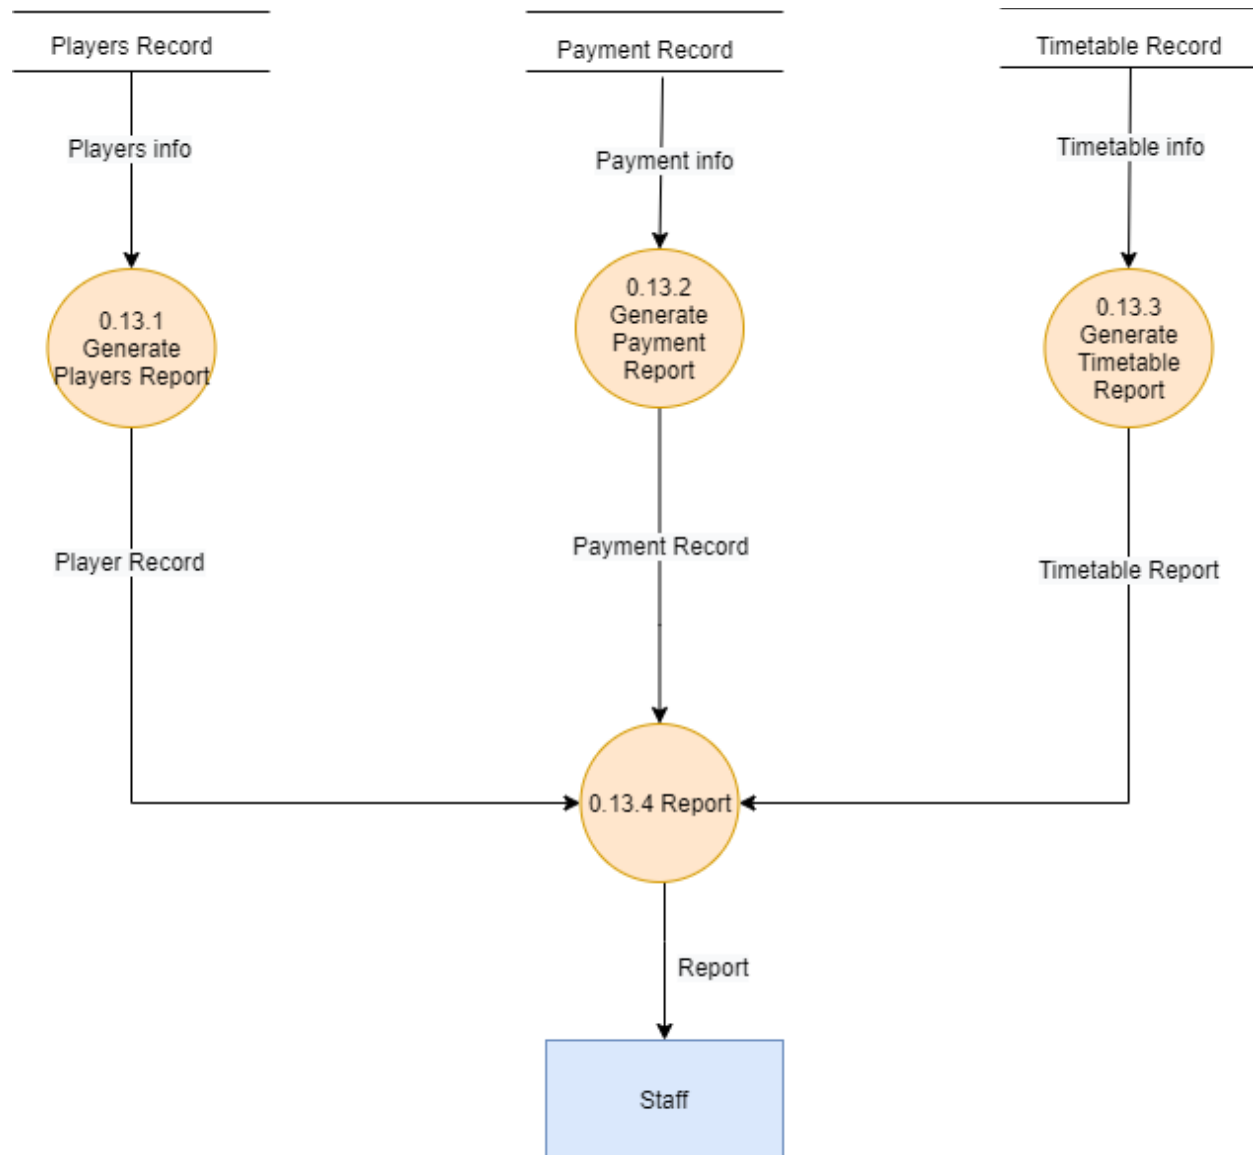 Players Record
Payment Record
Timetable Record
Players info
Payment info
Timetable info
0.13.1
Generate
Players Report
0.13.2
Generate
Payment
Report
0.13.3
Generate
Timetable
Report
Player Record
Payment Record
Timetable Report
0.13.4 Report
Report
Staff